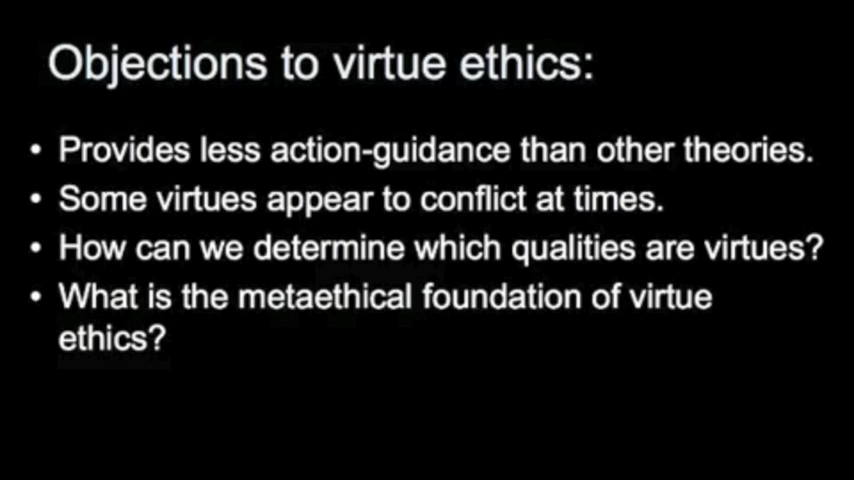 Objections to virtue ethics:
• Provides less action-guidance than other theories.
• Some virtues appear to conflict at times.
• How can we determine which qualities are virtues?
• What is the metaethical foundation of virtue
ethics?